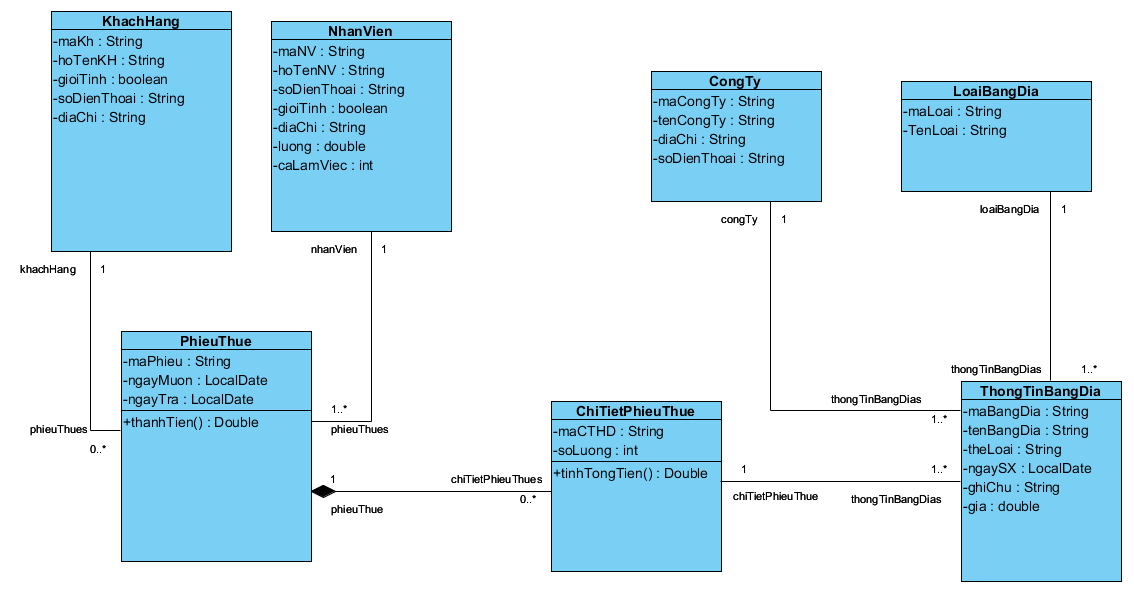 KhachHang
-maKh : String
-hoTenKH : String
-gioiTinh : boolean
-soDienThoai : String
-diaChi : String
NhanVien
-maNV : String
-hoTenNV : String
-soDienThoai : String
-gioiTinh : boolean
-diaChi : String
-luong : double
-caLamViec : int
CongTy
-maCongTy : String
-tenCongTy : String
-diaChi : String
-soDienThoai : String
LoaiBangDia
-maLoai : String
-TenLoai : String
khachHang
1
nhanVien
1
congTy
1
loaiBangDia
1
PhieuThue
-maPhieu : String
-ngayMuon : LocalDate
-ngayTra : LocalDate
+thanhTien() : Double
phieuThues
0..*
1..*
phieuThues
1
phieuThue
chiTietPhieuThues
0..*
ChiTietPhieuThue
-maCTHD : String
-soLuong : int
+tinhTongTien() : Double
1
chiTietPhieuThue
1..*
thongTinBangDias
thongTinBangDias
1..*
thongTinBangDias
1..*
ThongTinBangDia
-maBangDia : String
-tenBangDia : String
-theLoai : String
-ngaySX : LocalDate
-ghiChu : String
-gia : double